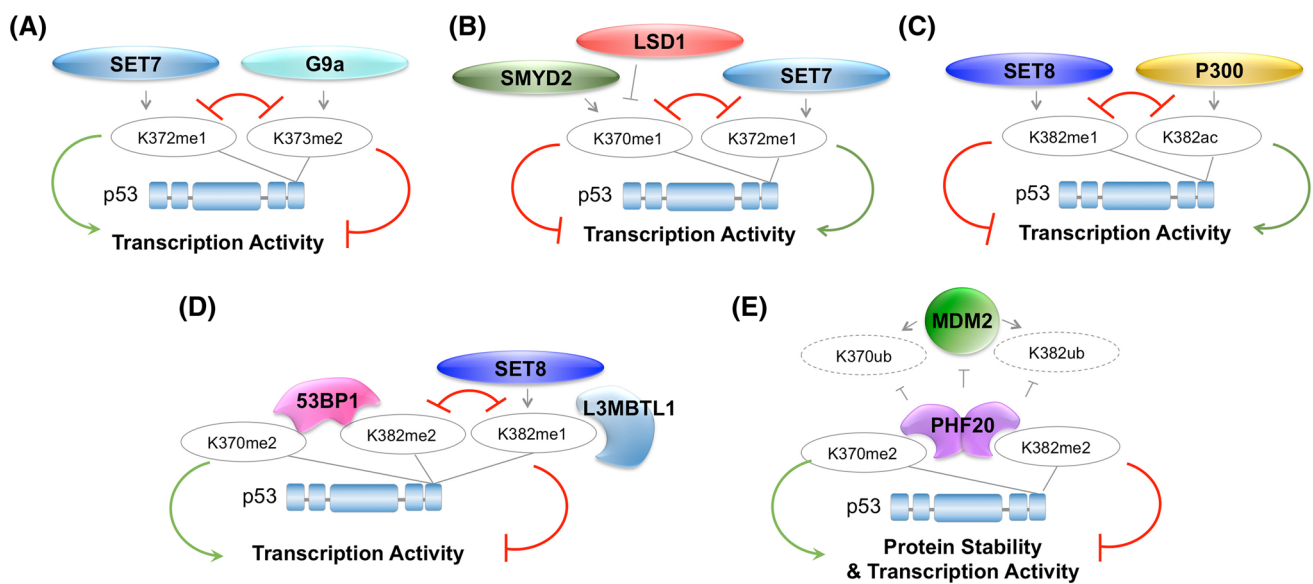 (A)
SET7
G9a
K372me1
K373me2
p53
Transcription Activity
(B)
LSD1
SMYD2
SET7
K370me1
K372me1
p53
Transcription Activity
(C)
SET8
P300
K382me1
K382ac
p53
Transcription Activity
(D)
SET8
53BP1
L3MBTL1
K370me2
K382me2
K382me1
p53
Transcription Activity
(E)
MDM2
K370ub
K382ub
PHF20
K370me2
K382me2
p53
Protein Stability
& Transcription Activity